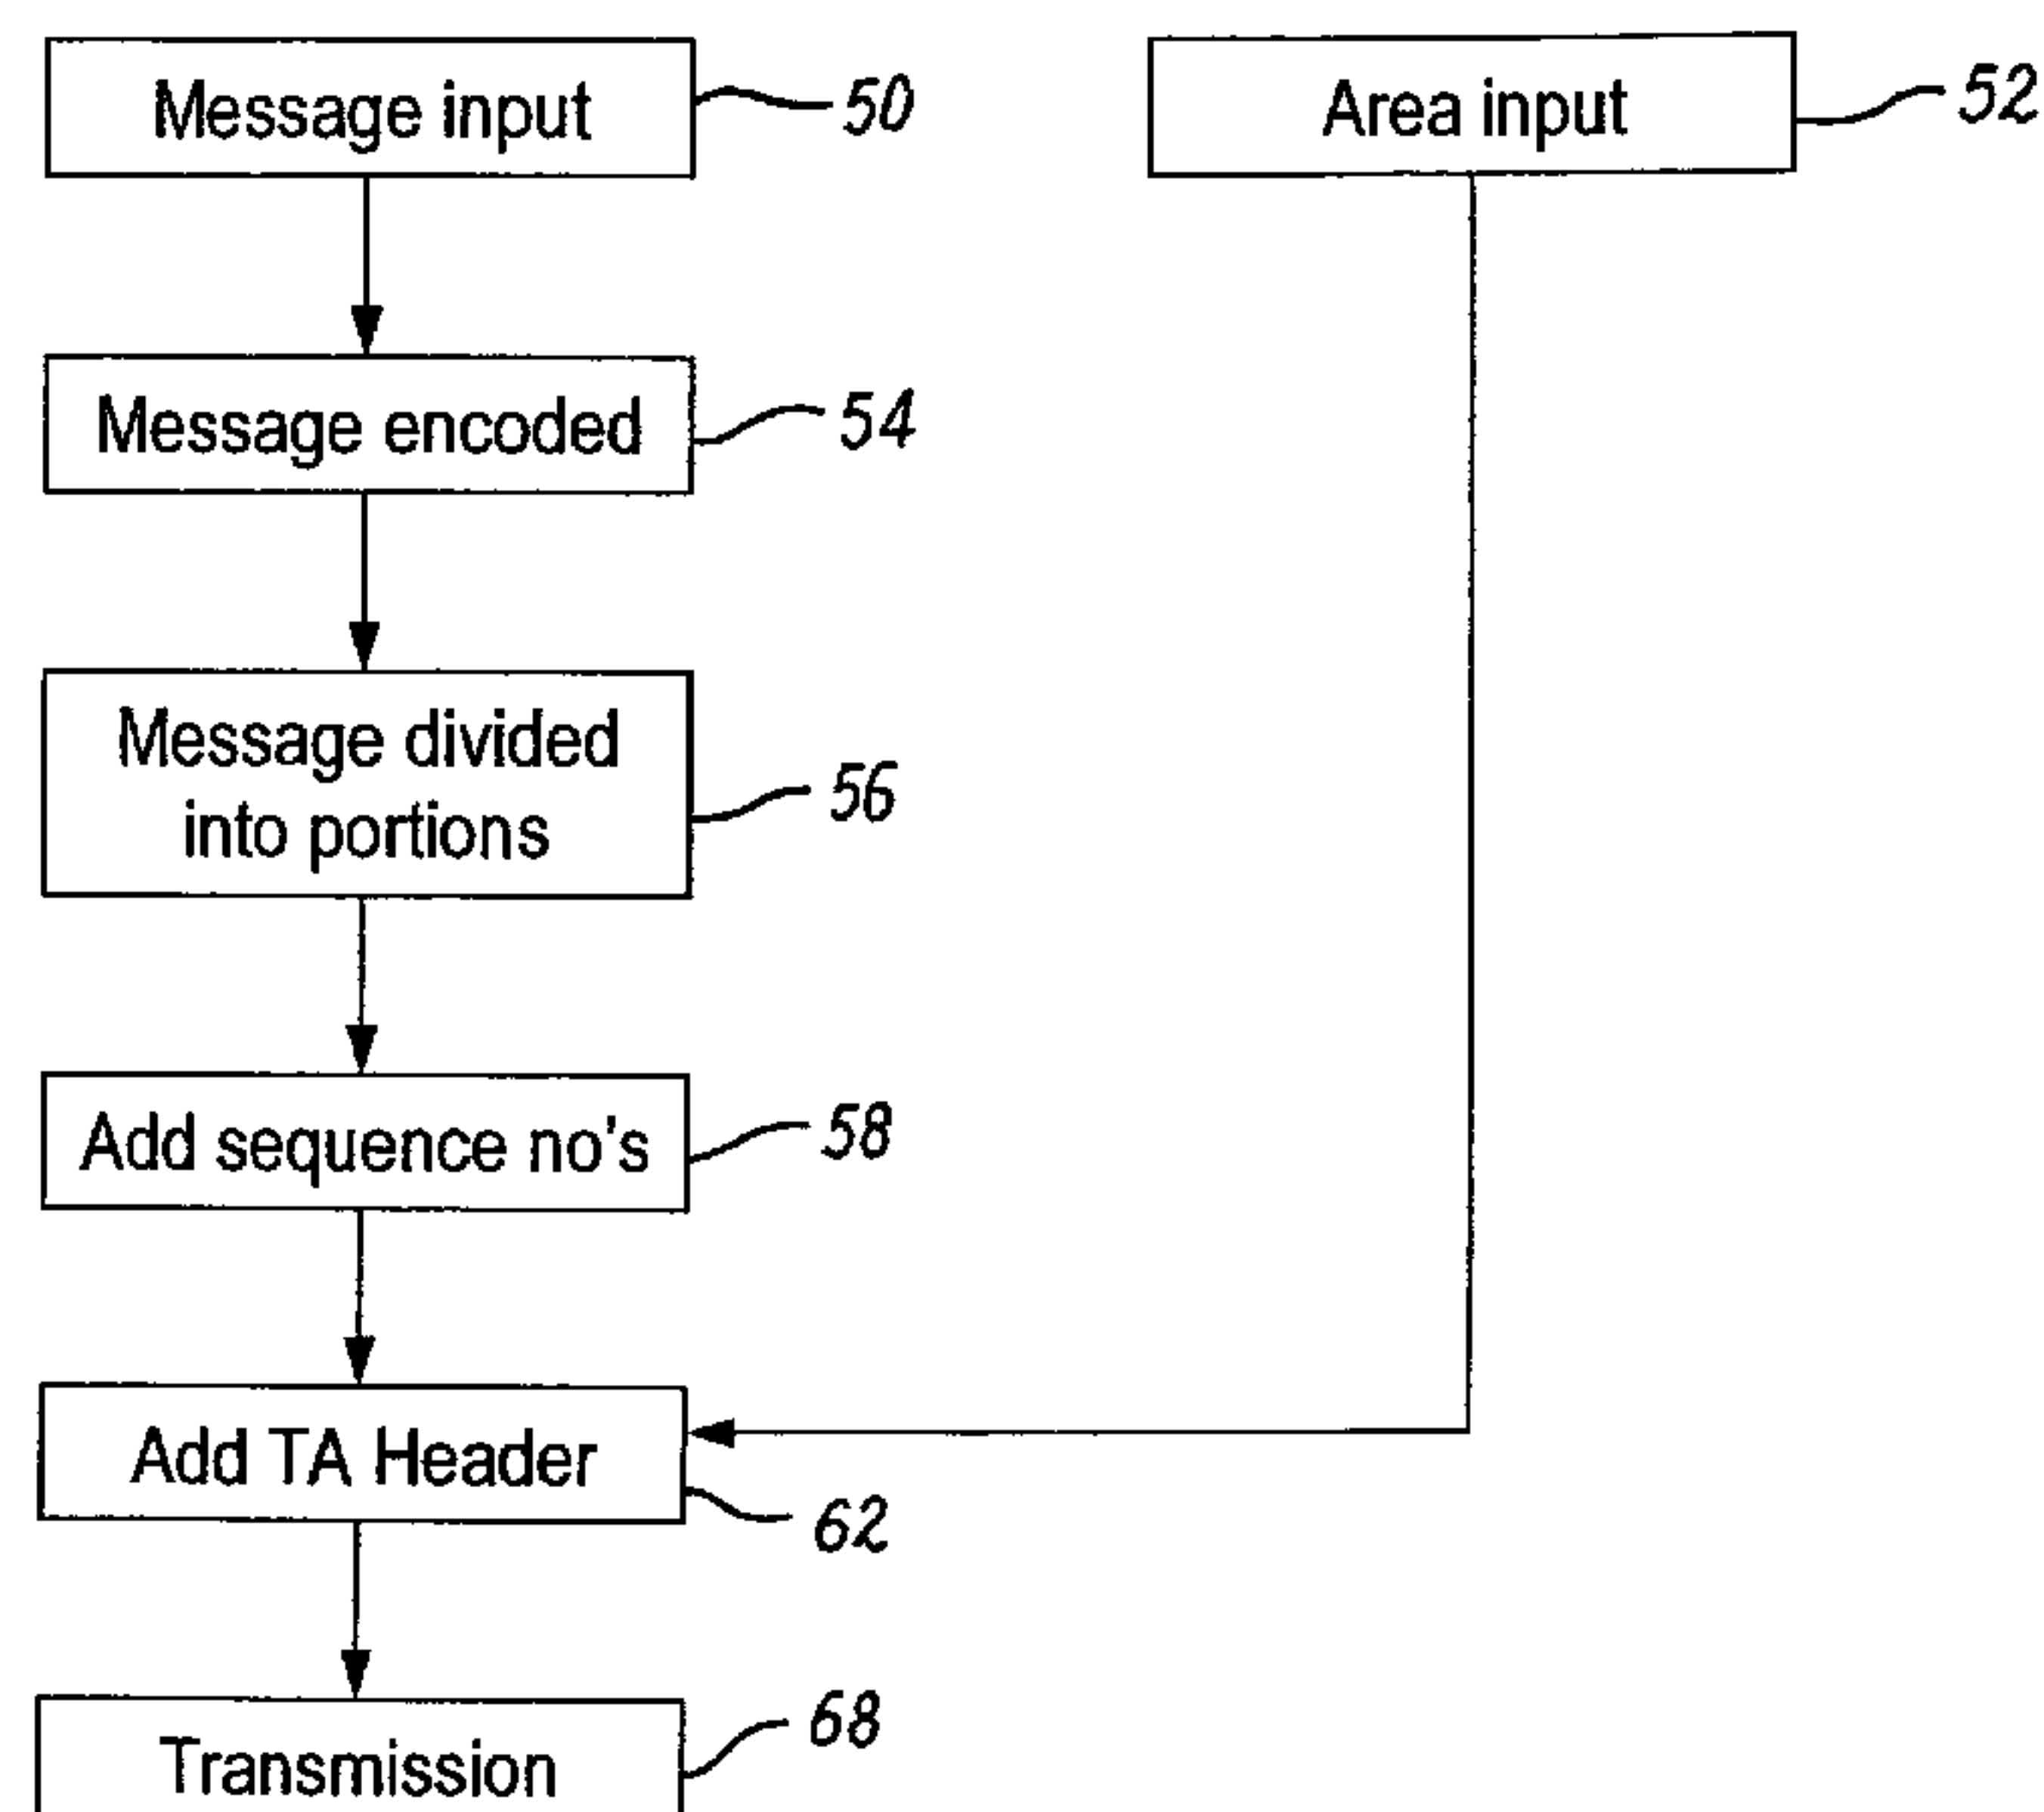 Message input
50
Area input
52
Message encoded
54
Message divided
into portions
56
Add sequence no's
58
Add TA Header
62
Transmission
68